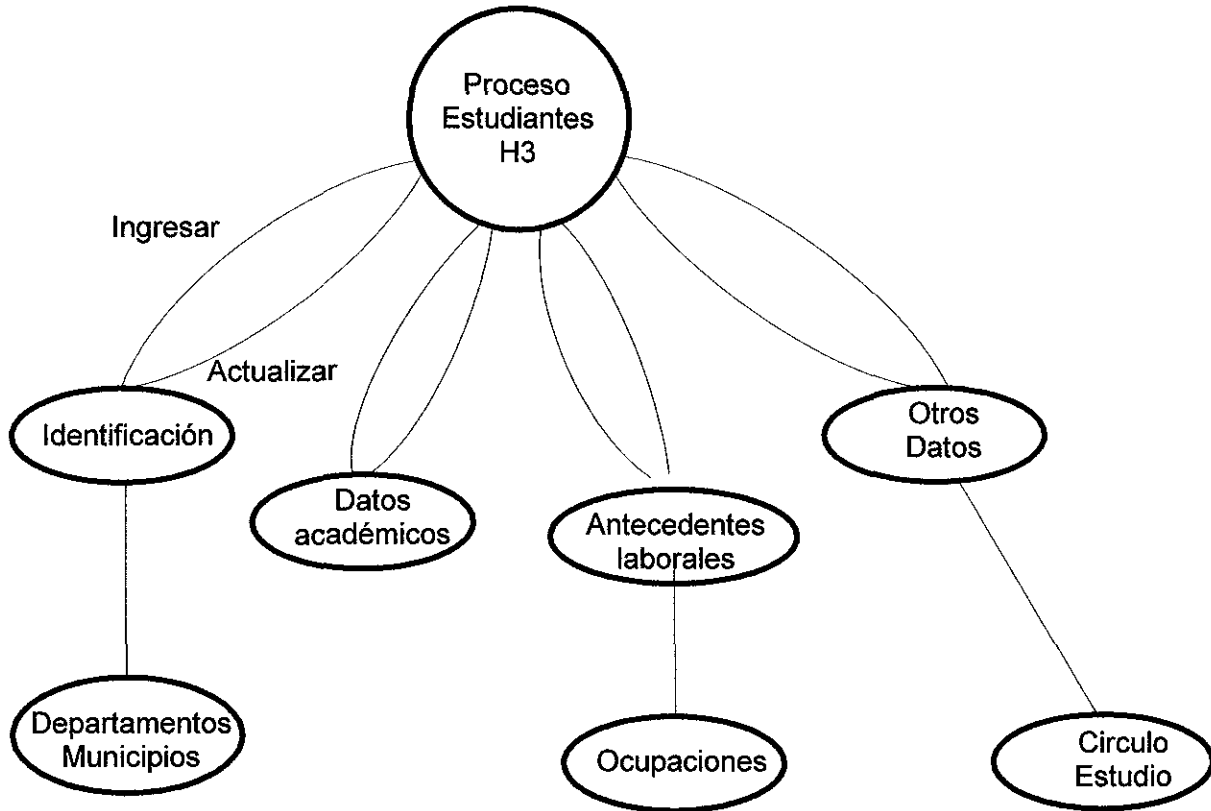 Proceso
Estudiantes
H3
Ingresar
Actualizar
Identificación
Otros
Datos
Datos
académicos
Antecedentes
laborales
Departamentos
Municipios
Ocupaciones
Circulo
Estudio